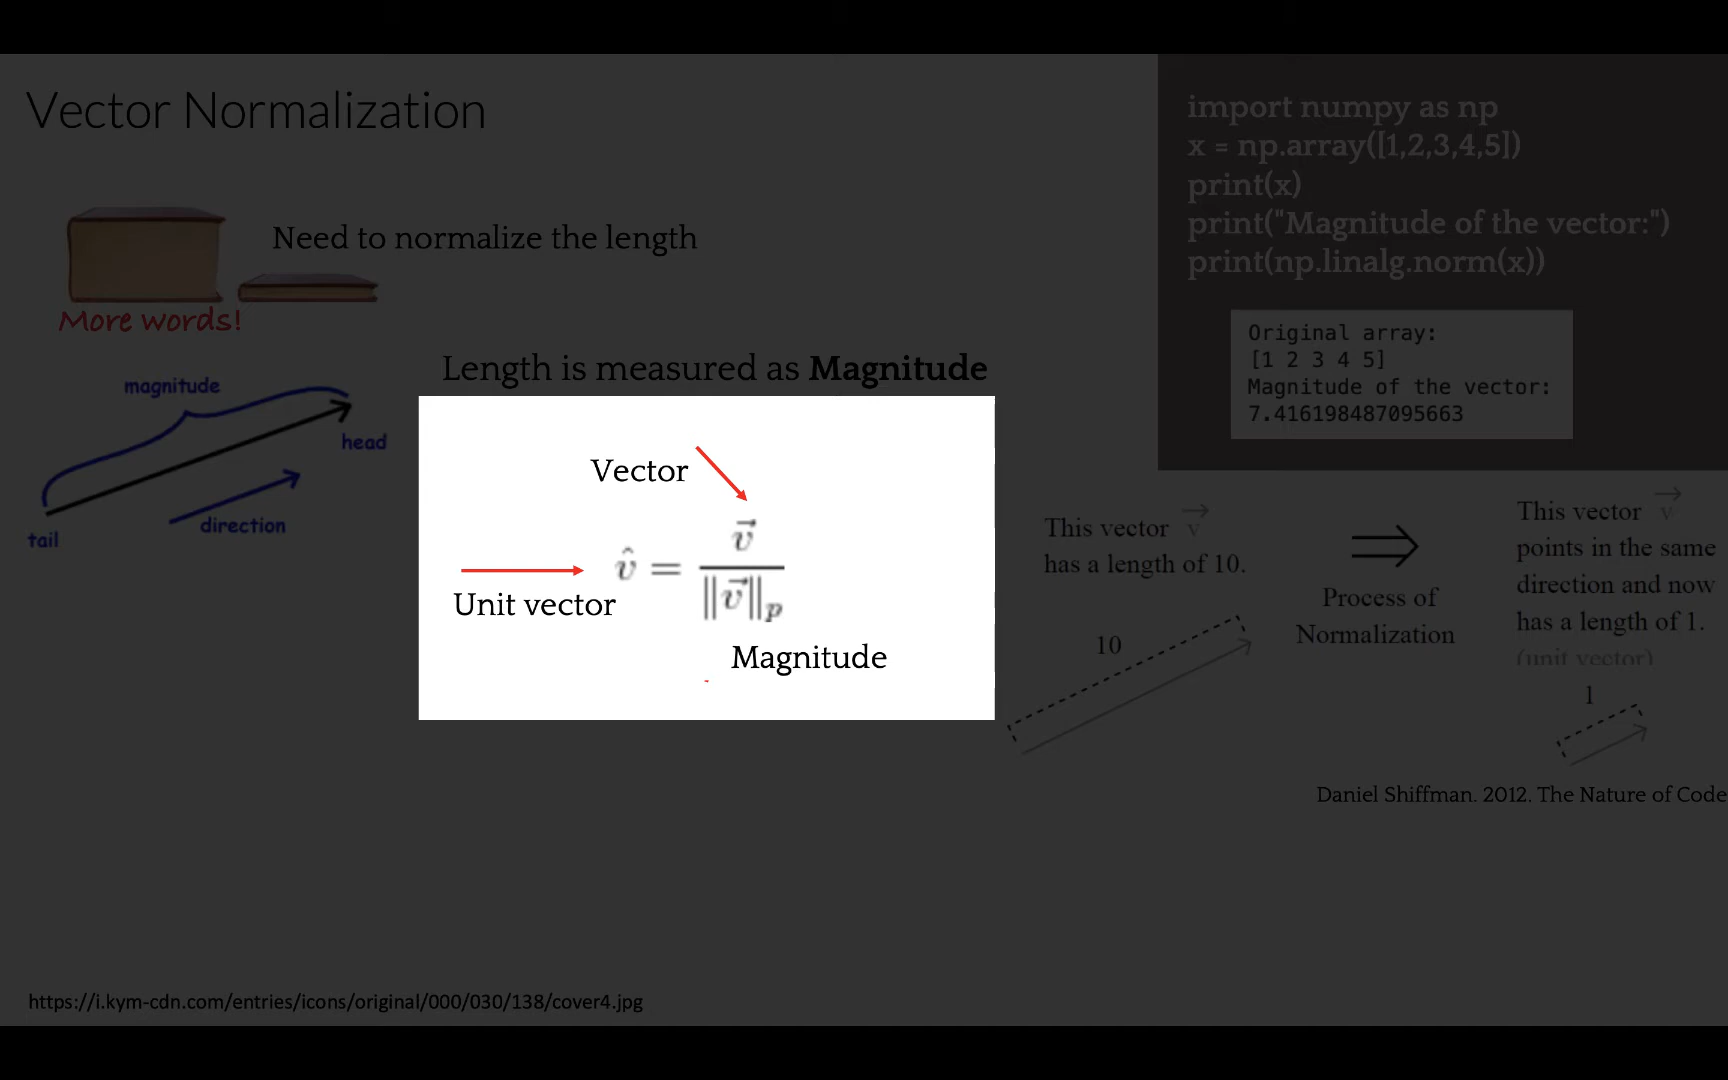 Vector Normalization
Need to normalize the length
More words!
magnitude
head
direction
tail
Length is measured as Magnitude
Vector
Unit vector
v̂ = v⃗ / ‖v⃗‖p
Magnitude
import numpy as np
x = np.array([1,2,3,4,5])
print(x)
print("Magnitude of the vector:")
print(np.linalg.norm(x))
Original array:
[1 2 3 4 5]
Magnitude of the vector:
7.416198487095663
This vector v⃗
has a length of 10.
10
Process of
Normalization
This vector v⃗
points in the same
direction and now
has a length of 1.
(unit vector)
1
Daniel Shiffman. 2012. The Nature of Code
https://i.kym-cdn.com/entries/icons/original/000/030/138/cover4.jpg